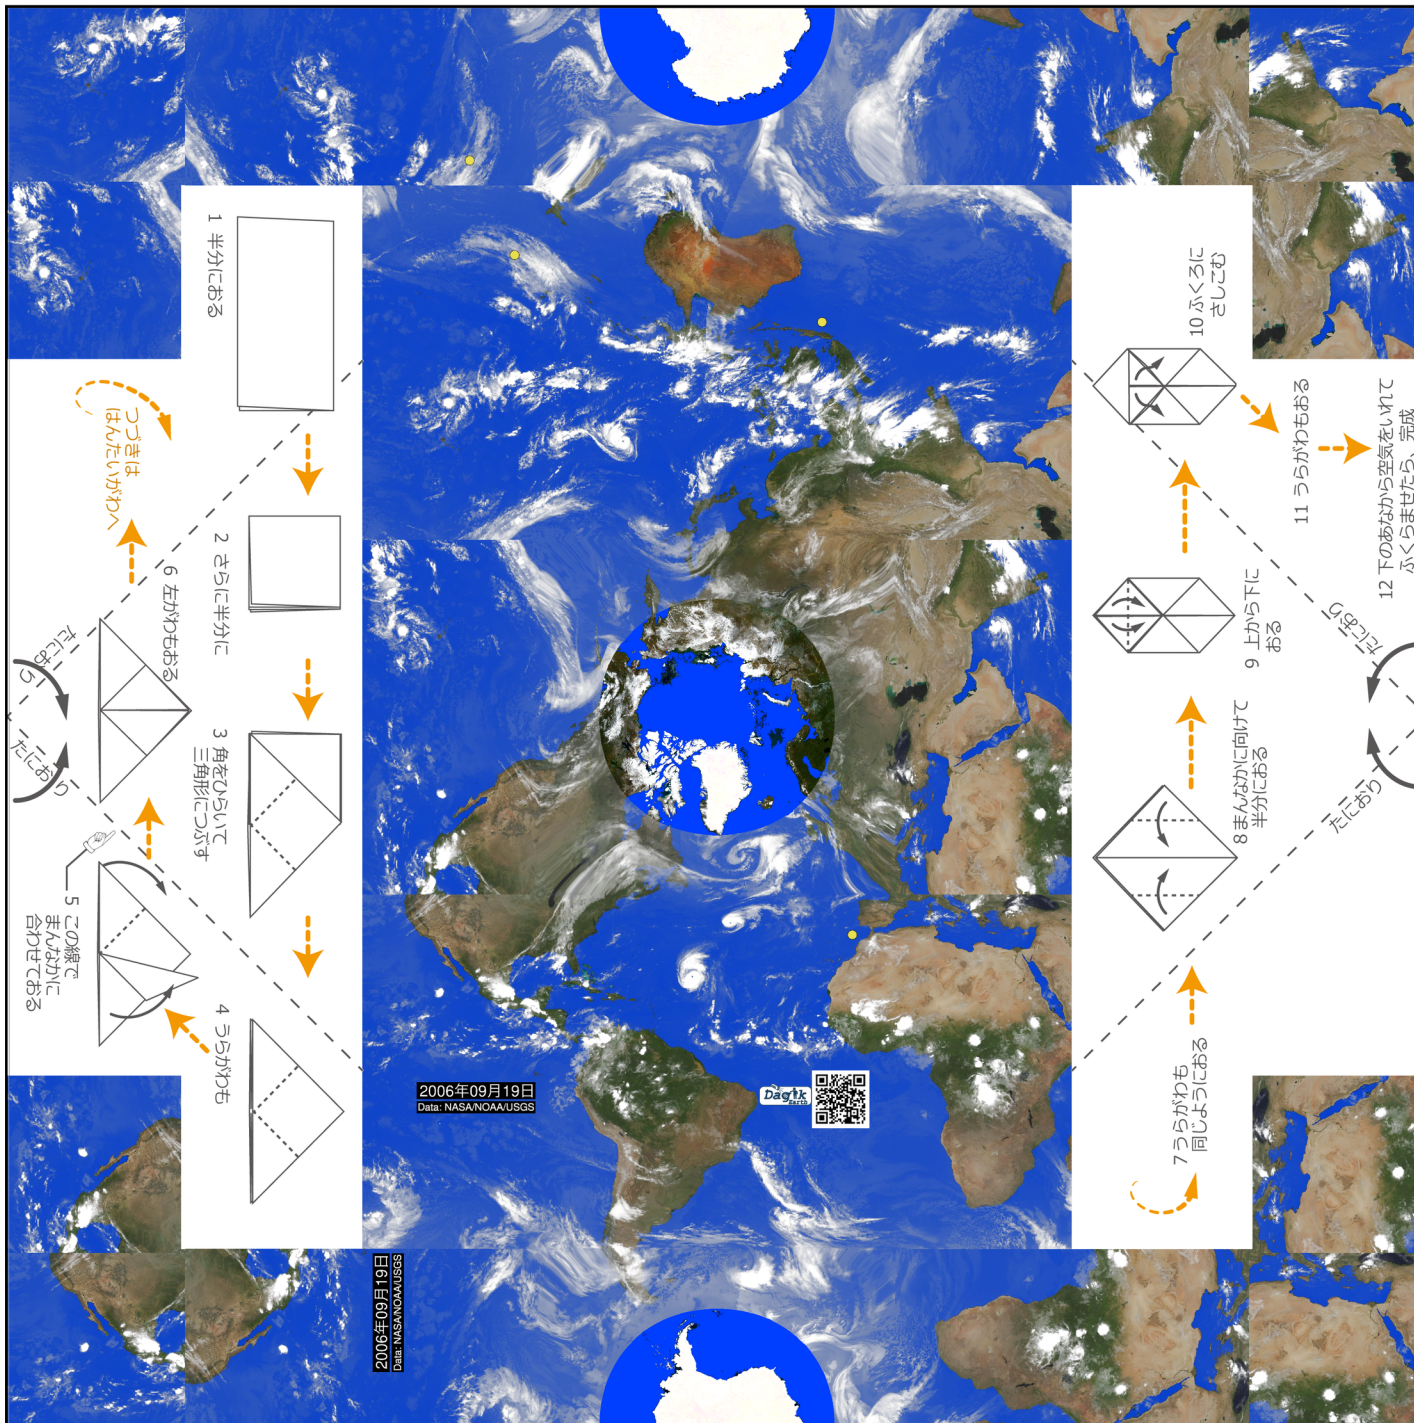 1 半分におる
2 さらに半分に
3 角をひらいて
三角形につぶす
4 うらがわも
5 この線で
まんなかに
合わせておる
6 左がわもおる
つづきは
はんたいがわへ
たにおり
たにおり
7 うらがわも
同じようにおる
8 まんなかに向けて
半分におる
9 上から下に
おる
10 ふくろに
さしこむ
11 うらがわもおる
12 下のあなから空気をいれて
ふくらませたら、完成
たにおり
たにおり
2006年09月19日
Data: NASA/NOAA/USGS
Dagik
Earth
2006年09月19日
Data: NASA/NOAA/USGS